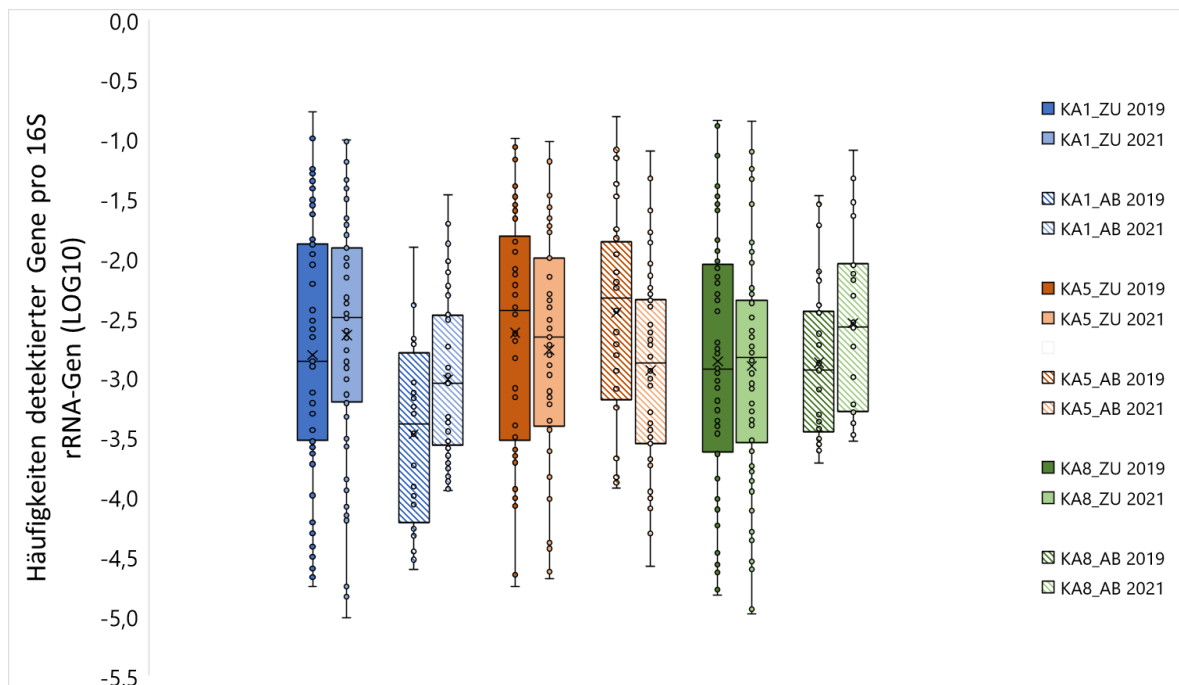 Häufigkeiten detektierter Gene pro 16S
rRNA-Gen (LOG10)
0,0
-0,5
-1,0
-1,5
-2,0
-2,5
-3,0
-3,5
-4,0
-4,5
-5,0
-5,5
KA1_ZU 2019
KA1_ZU 2021
KA1_AB 2019
KA1_AB 2021
KA5_ZU 2019
KA5_ZU 2021
KA5_AB 2019
KA5_AB 2021
KA8_ZU 2019
KA8_ZU 2021
KA8_AB 2019
KA8_AB 2021